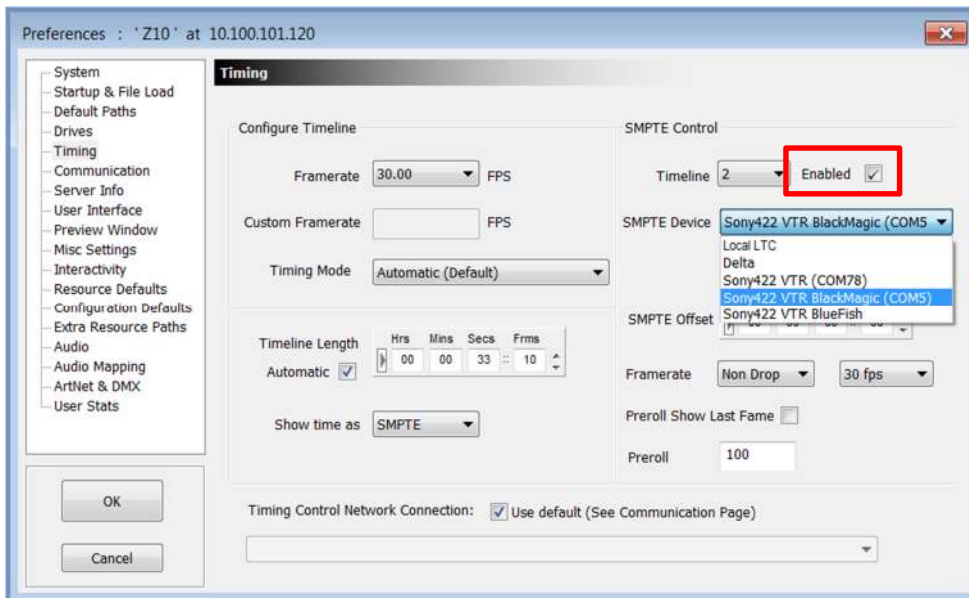 Preferences : 'Z10' at 10.100.101.120
System
Startup & File Load
Default Paths
Drives
Timing
Communication
Server Info
User Interface
Preview Window
Misc Settings
Interactivity
Resource Defaults
Configuration Defaults
Extra Resource Paths
Audio
Audio Mapping
ArtNet & DMX
User Stats
OK
Cancel
Timing
Configure Timeline
Framerate 30.00 FPS
Custom Framerate FPS
Timing Mode Automatic (Default)
Timeline Length
Automatic
Hrs Mins Secs Frms
00 00 33 :: 10
Show time as SMPTE
SMPTE Control
Timeline 2 Enabled
SMPTE Device Sony422 VTR BlackMagic (COM5
Local LTC
Delta
Sony422 VTR (COM78)
Sony422 VTR BlackMagic (COM5)
Sony422 VTR BlueFish
SMPTE Offset
Framerate Non Drop 30 fps
Preroll Show Last Fame
Preroll 100
Timing Control Network Connection: Use default (See Communication Page)